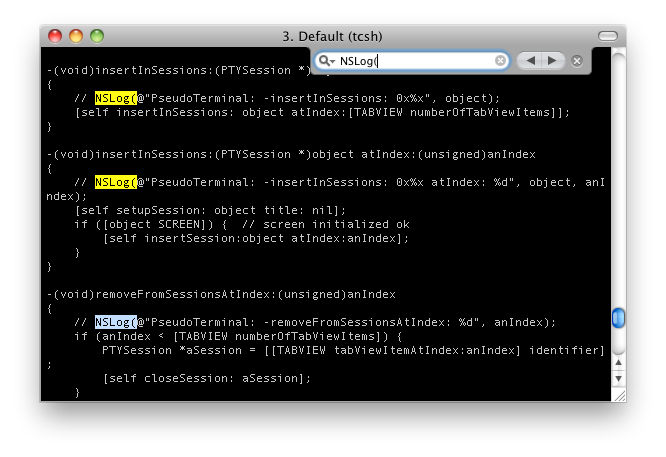 3. Default (tcsh)
NSLog(
-(void)insertInSessions:(PTYSession *)
{
    // NSLog(@"PseudoTerminal: -insertInSessions: 0x%x", object);
    [self insertInSessions: object atIndex:[TABVIEW numberOfTabViewItems]];
}
-(void)insertInSessions:(PTYSession *)object atIndex:(unsigned)anIndex
{
    // NSLog(@"PseudoTerminal: -insertInSessions: 0x%x atIndex: %d", object, anI
ndex);
    [self setupSession: object title: nil];
    if ([object SCREEN]) {  // screen initialized ok
        [self insertSession:object atIndex:anIndex];
    }
}
-(void)removeFromSessionsAtIndex:(unsigned)anIndex
{
    // NSLog(@"PseudoTerminal: -removeFromSessionsAtIndex: %d", anIndex);
    if (anIndex < [TABVIEW numberOfTabViewItems]) {
        PTYSession *aSession = [[TABVIEW tabViewItemAtIndex:anIndex] identifier]
;
        [self closeSession: aSession];
    }